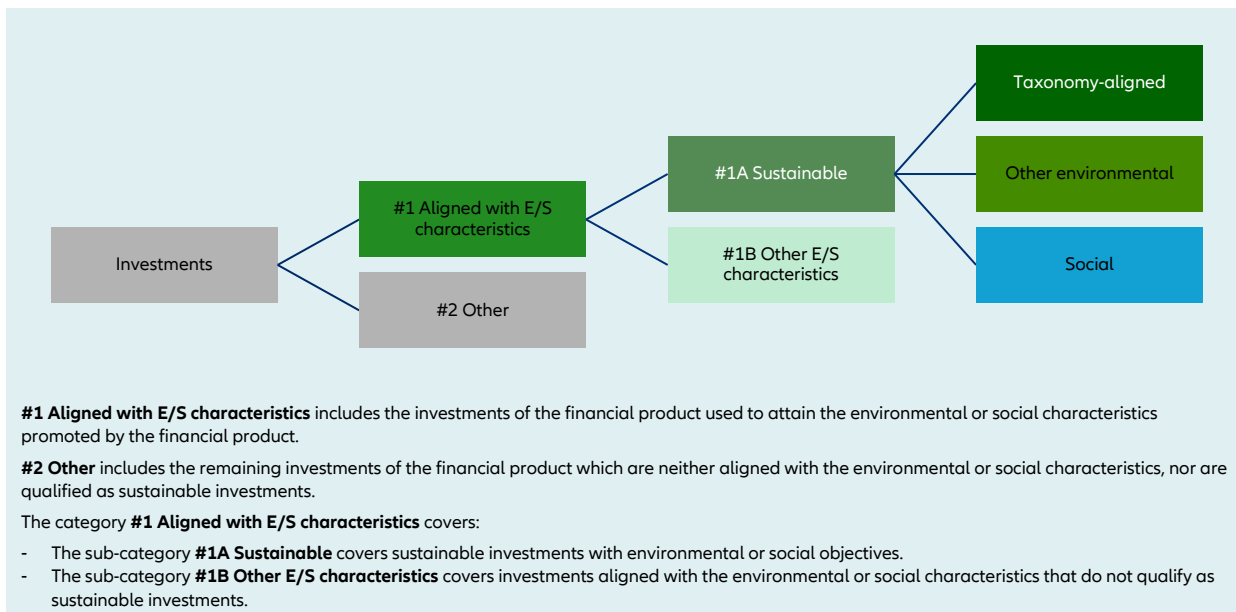 Taxonomy-aligned
#1A Sustainable
Other environmental
#1 Aligned with E/S
characteristics
Investments
#1B Other E/S
characteristics
Social
#2 Other
#1 Aligned with E/S characteristics includes the investments of the financial product used to attain the environmental or social characteristics
promoted by the financial product.
#2 Other includes the remaining investments of the financial product which are neither aligned with the environmental or social characteristics, nor are
qualified as sustainable investments.
The category #1 Aligned with E/S characteristics covers:
- The sub-category #1A Sustainable covers sustainable investments with environmental or social objectives.
- The sub-category #1B Other E/S characteristics covers investments aligned with the environmental or social characteristics that do not qualify as
sustainable investments.